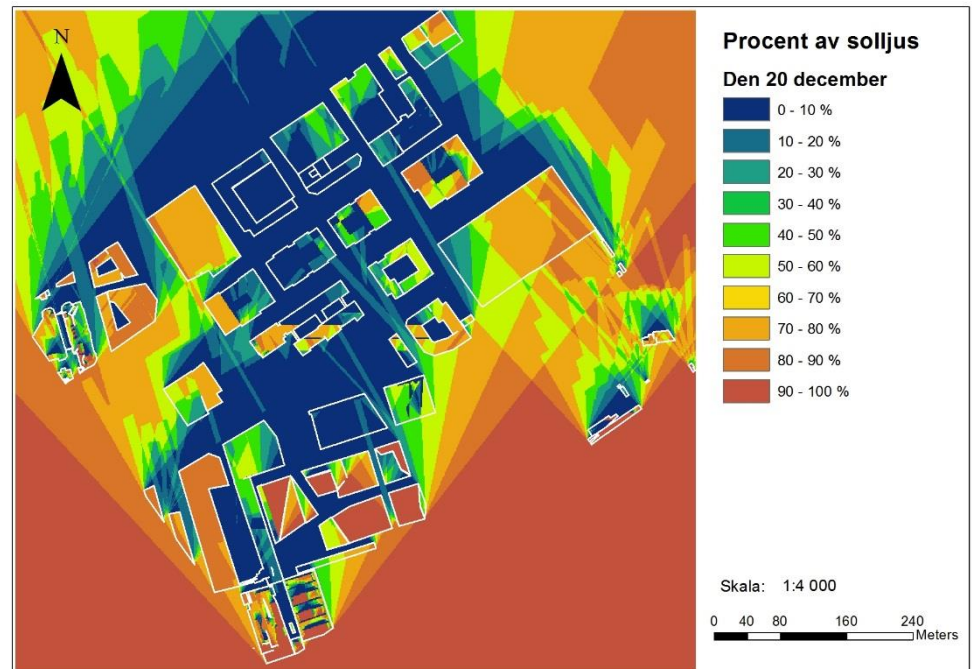 N
Procent av solljus
Den 20 december
0 - 10 %
10 - 20 %
20 - 30 %
30 - 40 %
40 - 50 %
50 - 60 %
60 - 70 %
70 - 80 %
80 - 90 %
90 - 100 %
Skala: 1:4 000
0 40 80 160 240
Meters